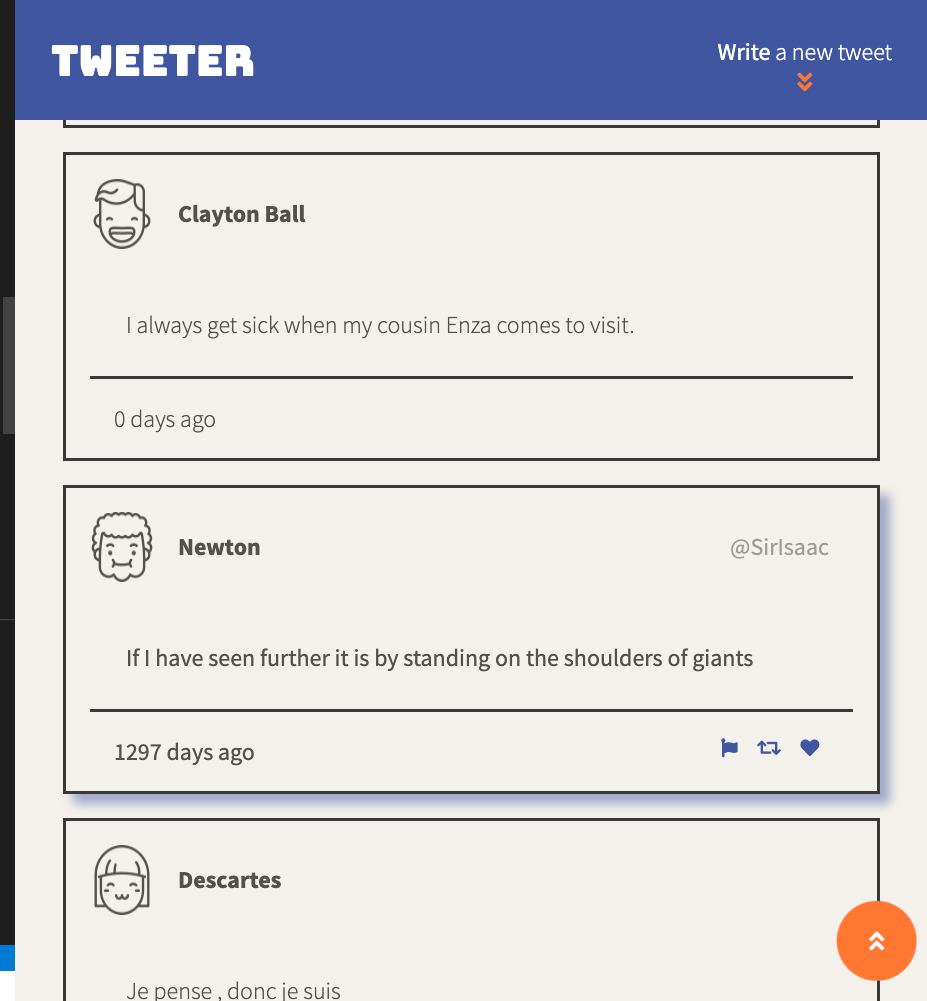 TWEETER
Write a new tweet
Clayton Ball
I always get sick when my cousin Enza comes to visit.
0 days ago
Newton
@SirIsaac
If I have seen further it is by standing on the shoulders of giants
1297 days ago
Descartes
Je pense , donc je suis